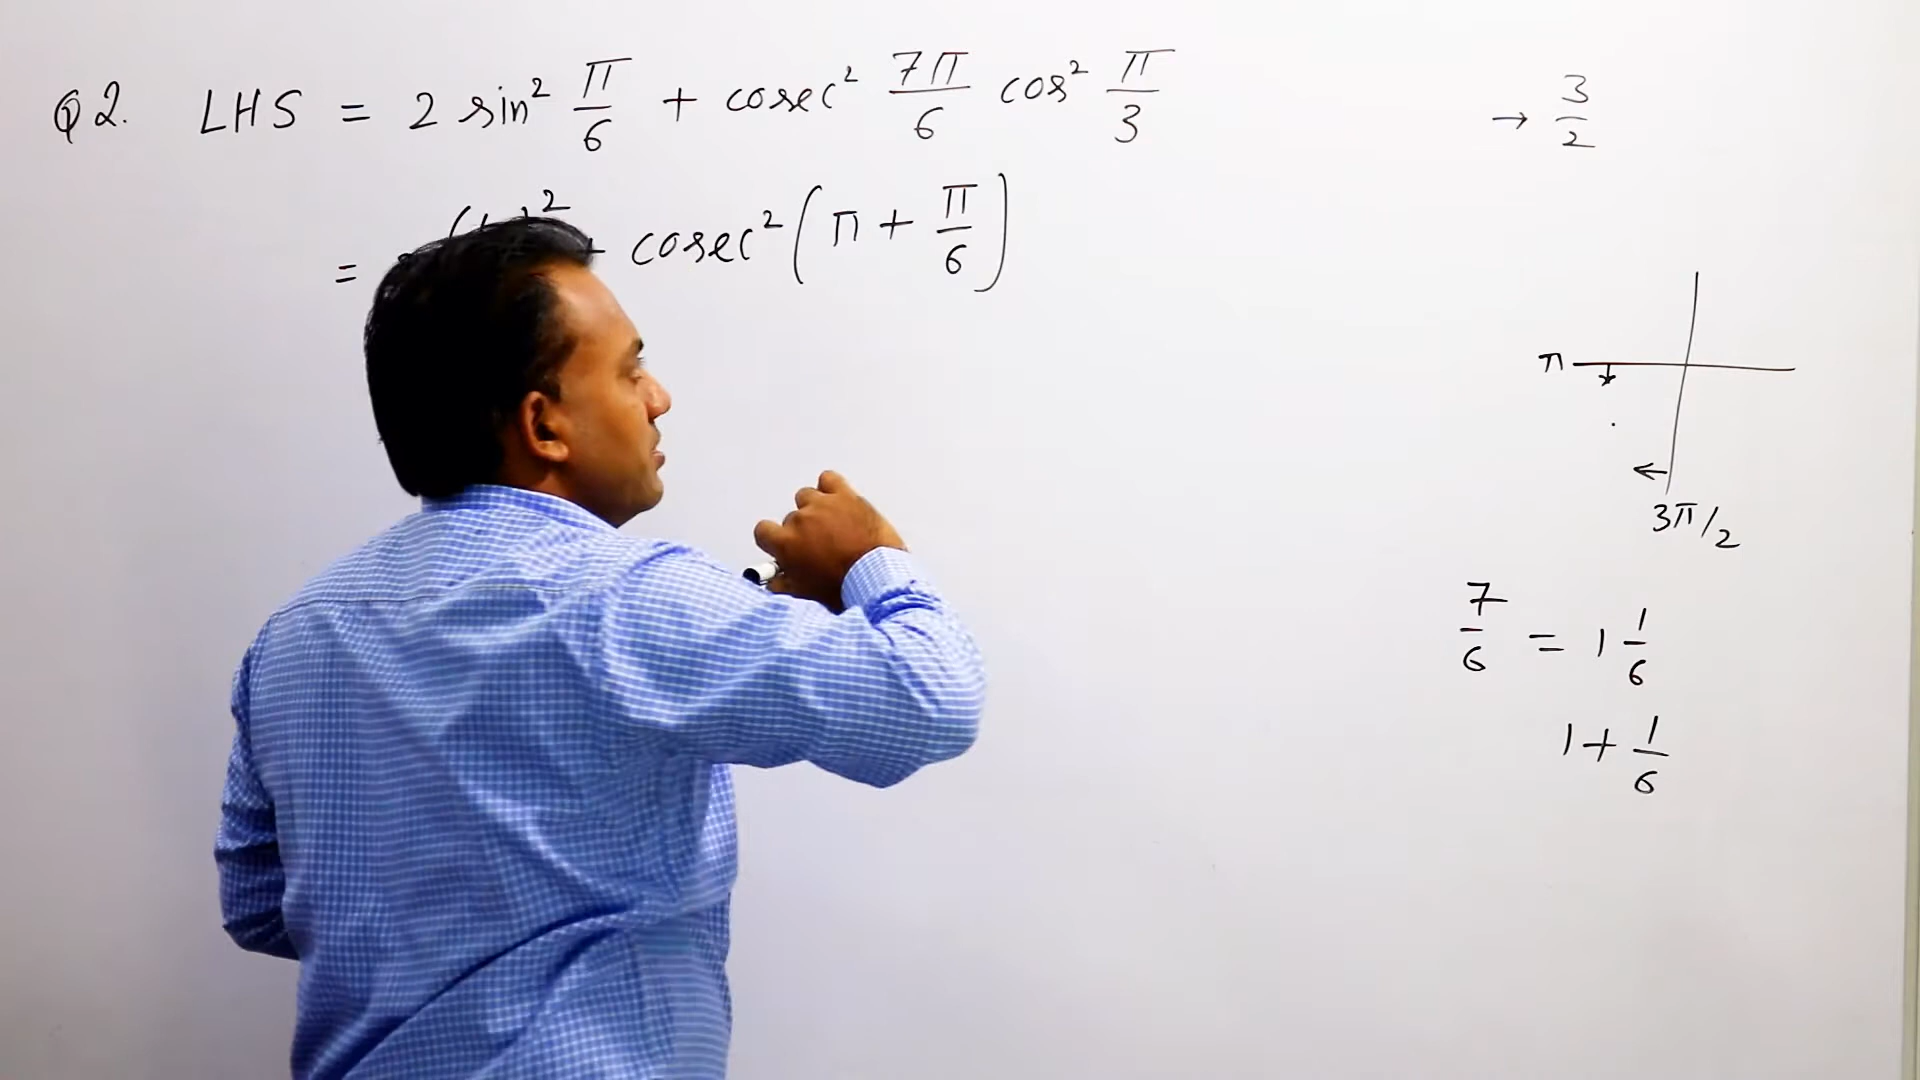 Q2. LHS = 2 sin² π/6 + cosec² 7π/6 cos² π/3
→ 3/2
= ( )² + cosec² (π + π/6)
π
3π/2
7/6 = 1 1/6
1 + 1/6